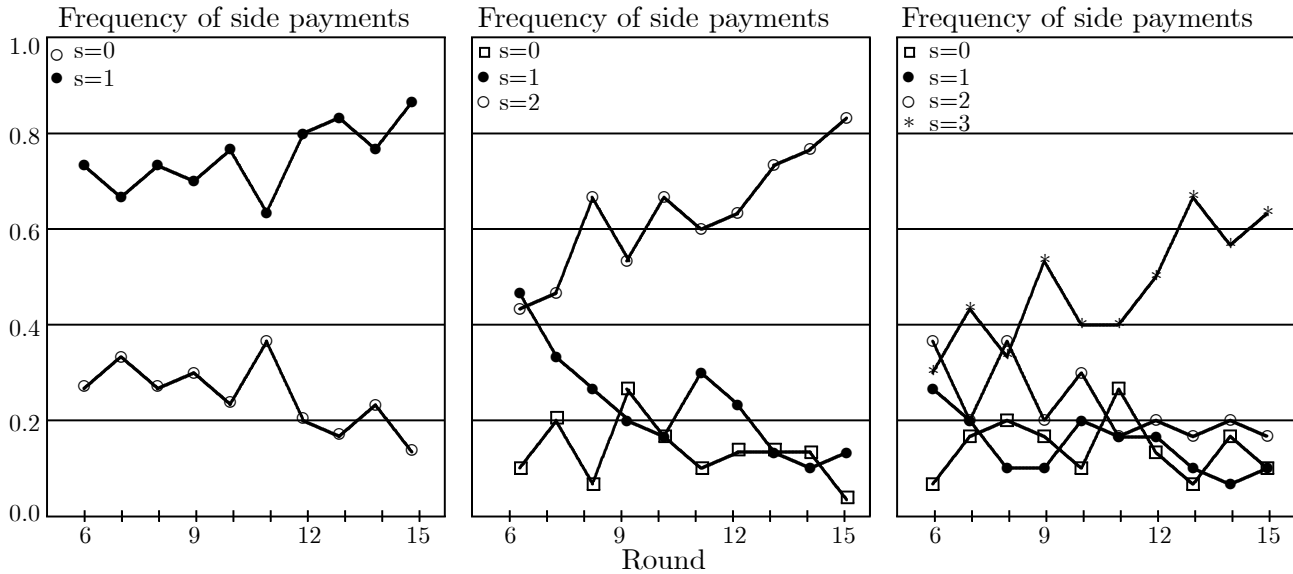 Frequency of side payments
s=0
s=1
1.0
0.8
0.6
0.4
0.2
0.0
6
9
12
15
Frequency of side payments
s=0
s=1
s=2
6
9
12
15
Round
Frequency of side payments
s=0
s=1
s=2
s=3
6
9
12
15